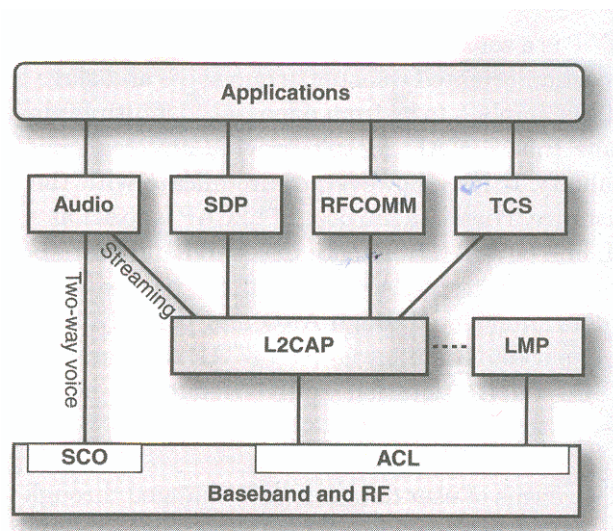 Applications
Audio
SDP
RFCOMM
TCS
Two-way voice
Streaming
L2CAP
LMP
SCO
ACL
Baseband and RF